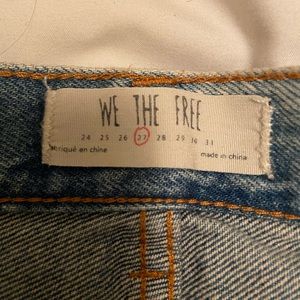 WE THE FREE
24 25 26 27 28 29 30 31
fabriqué en chine made in china